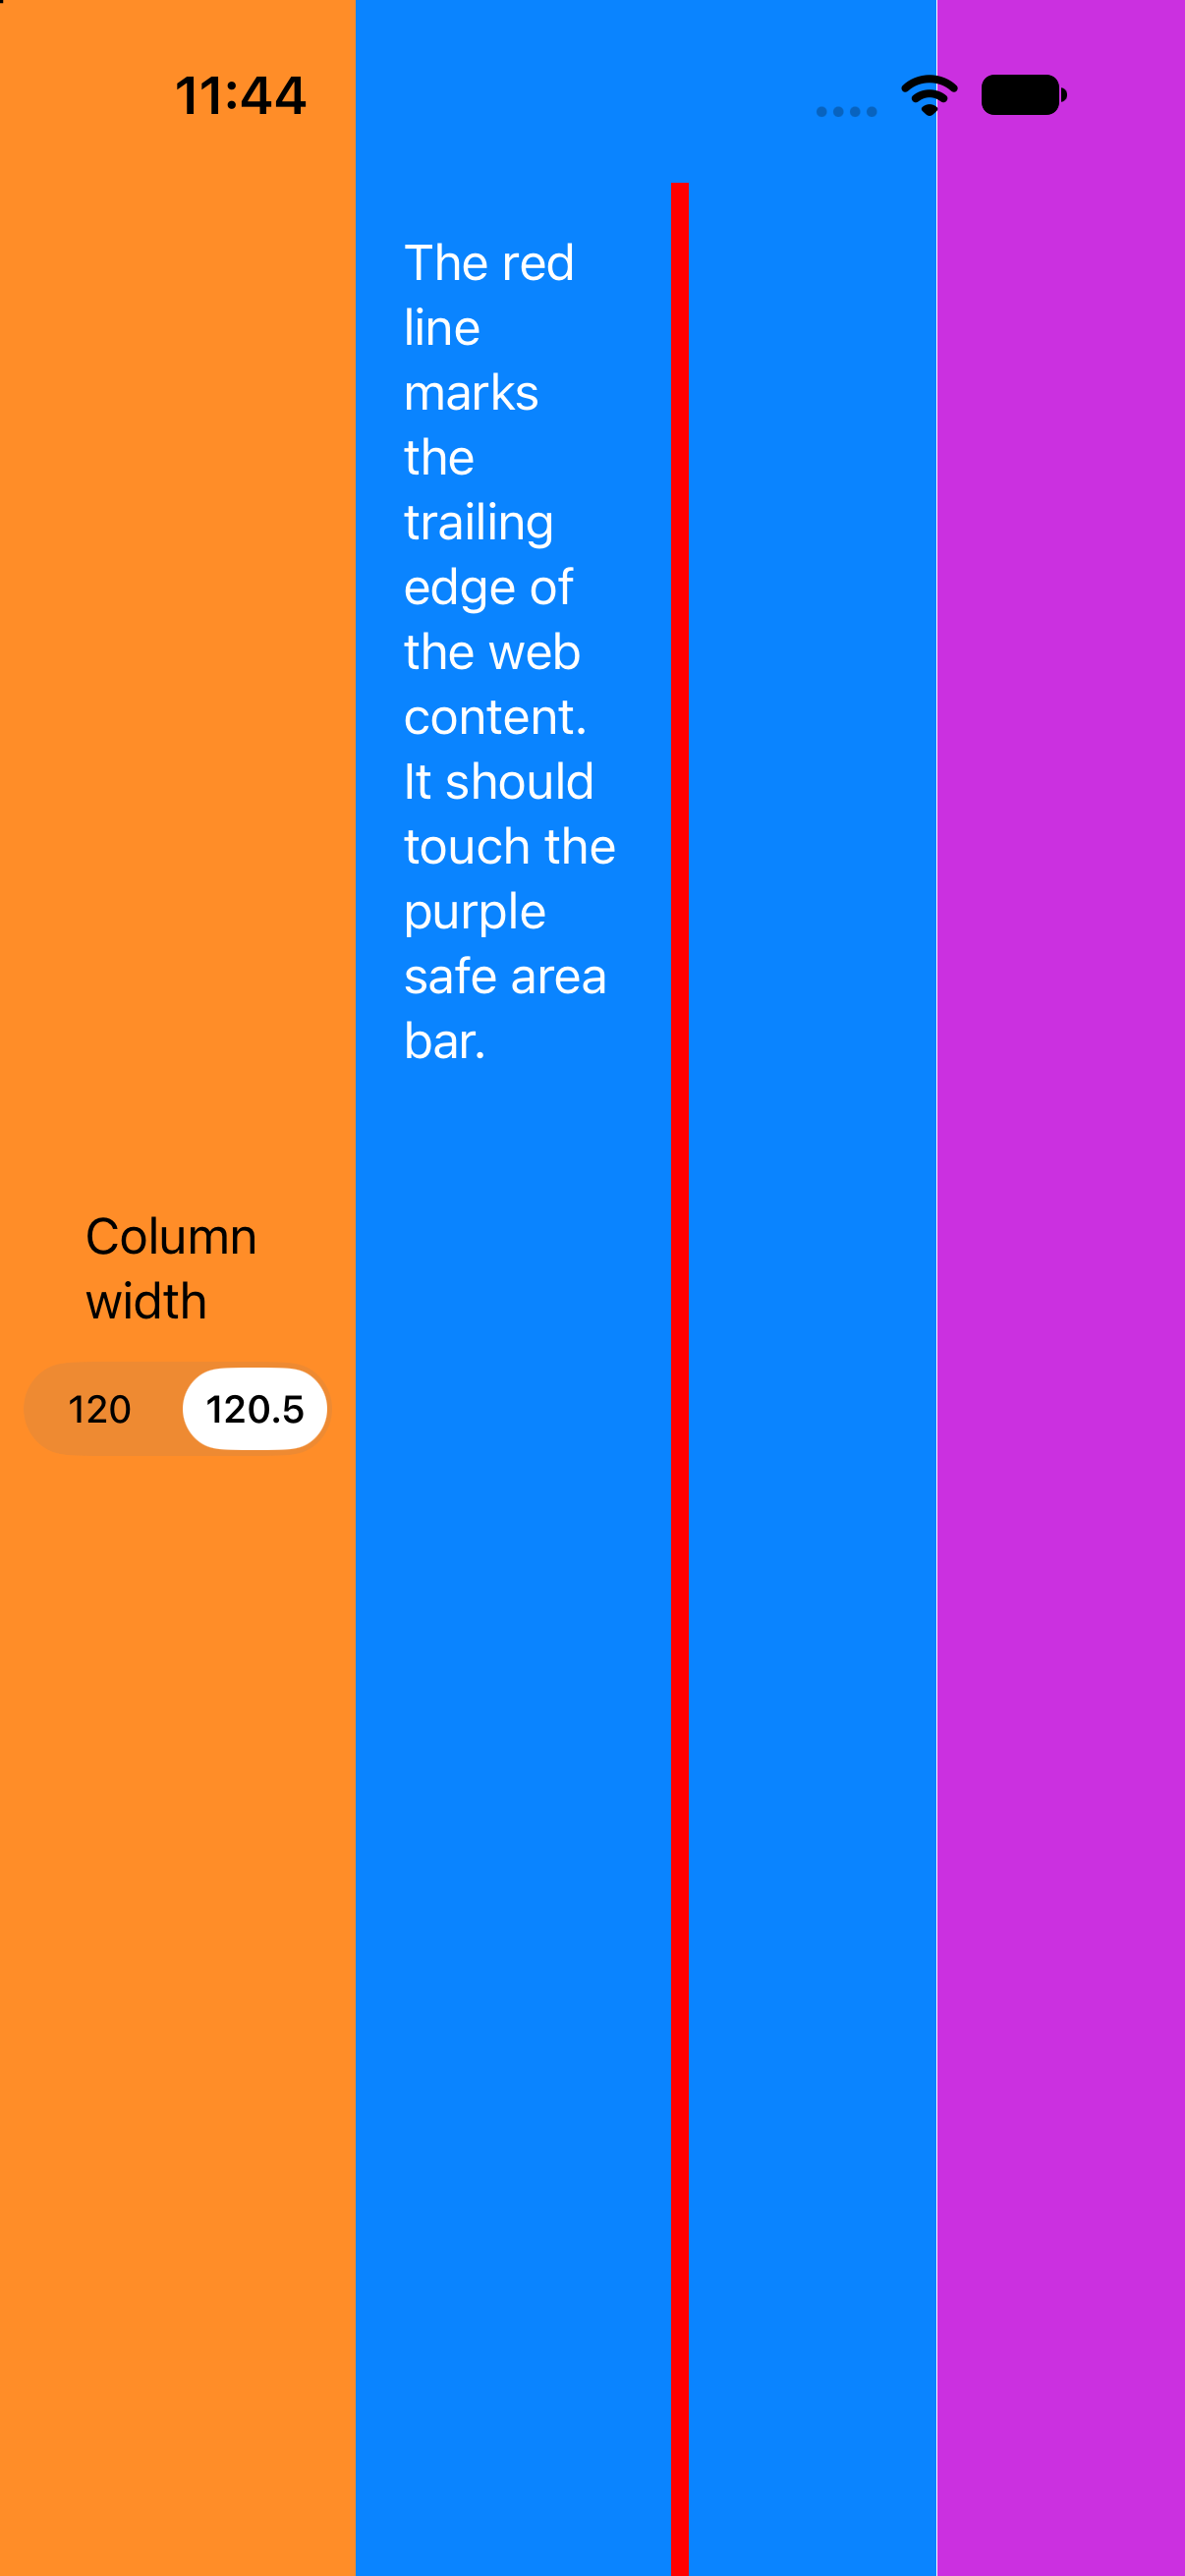 11:44
The red
line
marks
the
trailing
edge of
the web
content.
It should
touch the
purple
safe area
bar.
Column
width
120 120.5